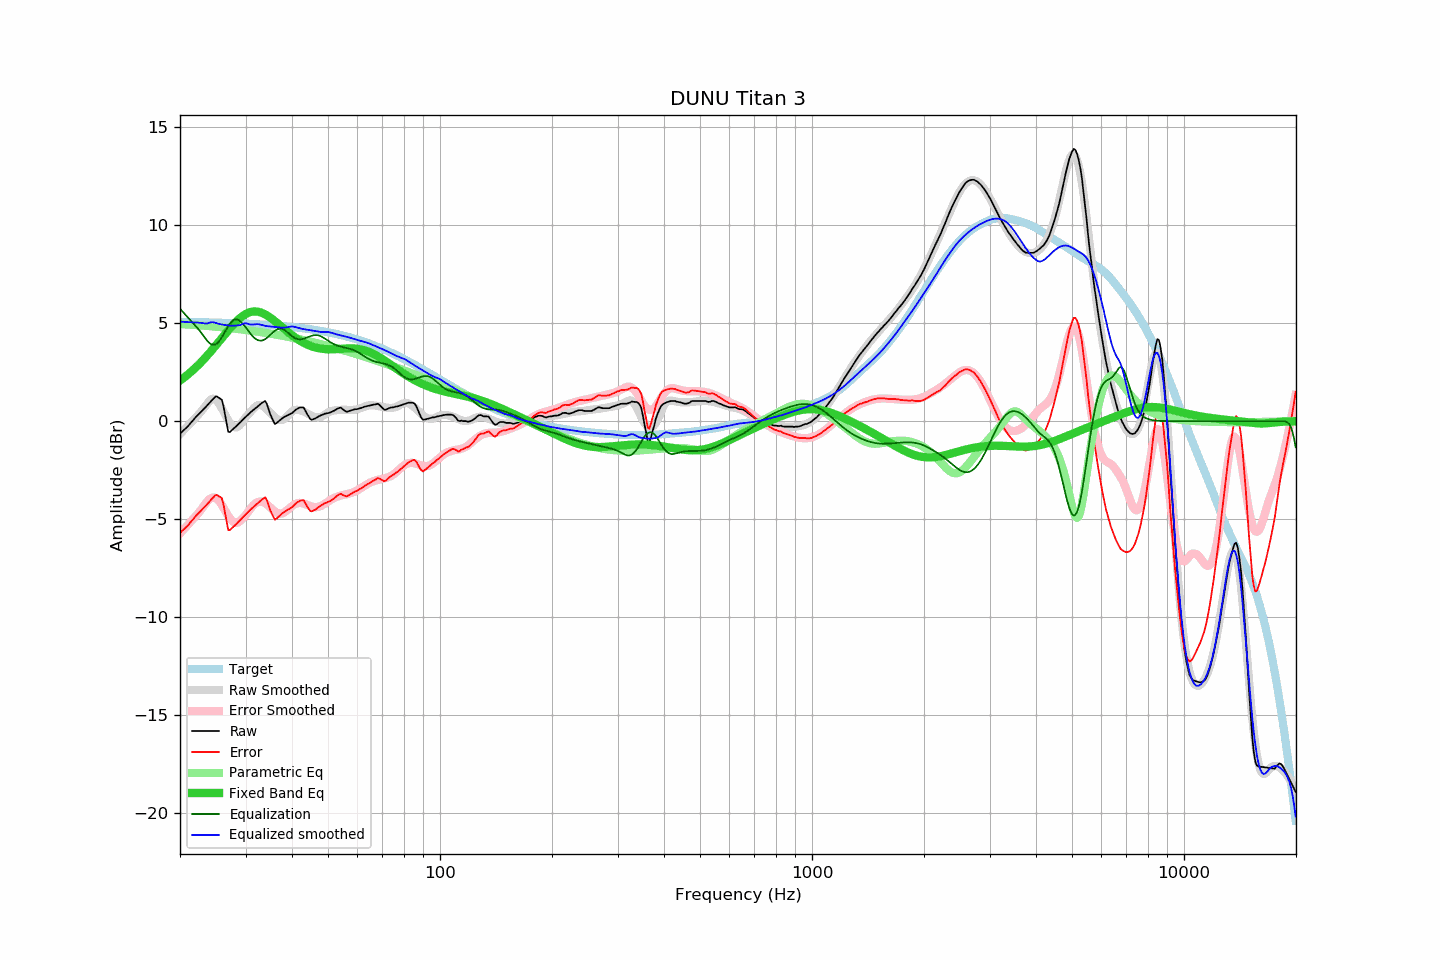 DUNU Titan 3
Amplitude (dBr)
15
10
5
0
−5
−10
−15
−20
Target
Raw Smoothed
Error Smoothed
Raw
Error
Parametric Eq
Fixed Band Eq
Equalization
Equalized smoothed
100
1000
10000
Frequency (Hz)